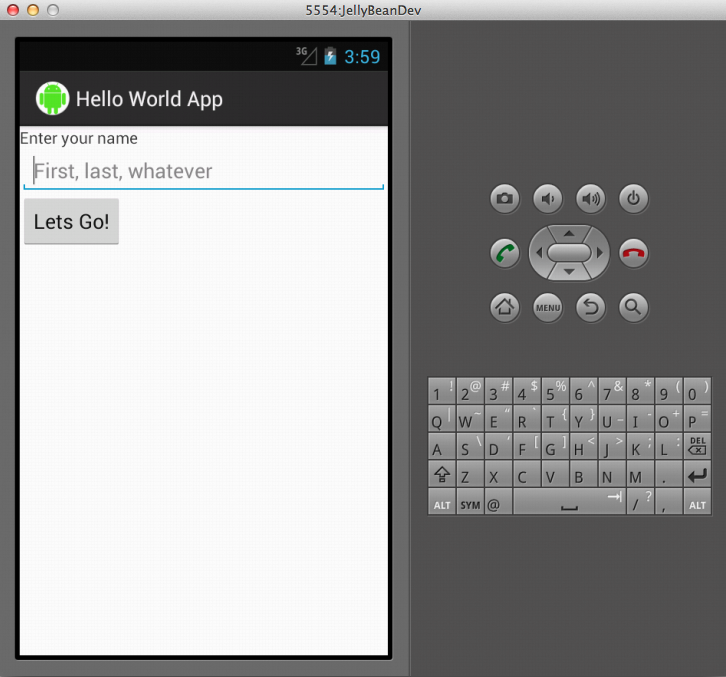 5554:JellyBeanDev
3G 3:59
Hello World App
Enter your name
First, last, whatever
Lets Go!
MENU
1 ! 2 @ 3 # 4 $ 5 % 6 ^ 7 & 8 * 9 ( 0 )
Q | W ~ E “ R ` T { Y } U _ I - O + P =
A S \ D ‘ F [ G ] H < J > K ; L : DEL
Z X C V B N M .
ALT SYM @ / ? , ALT